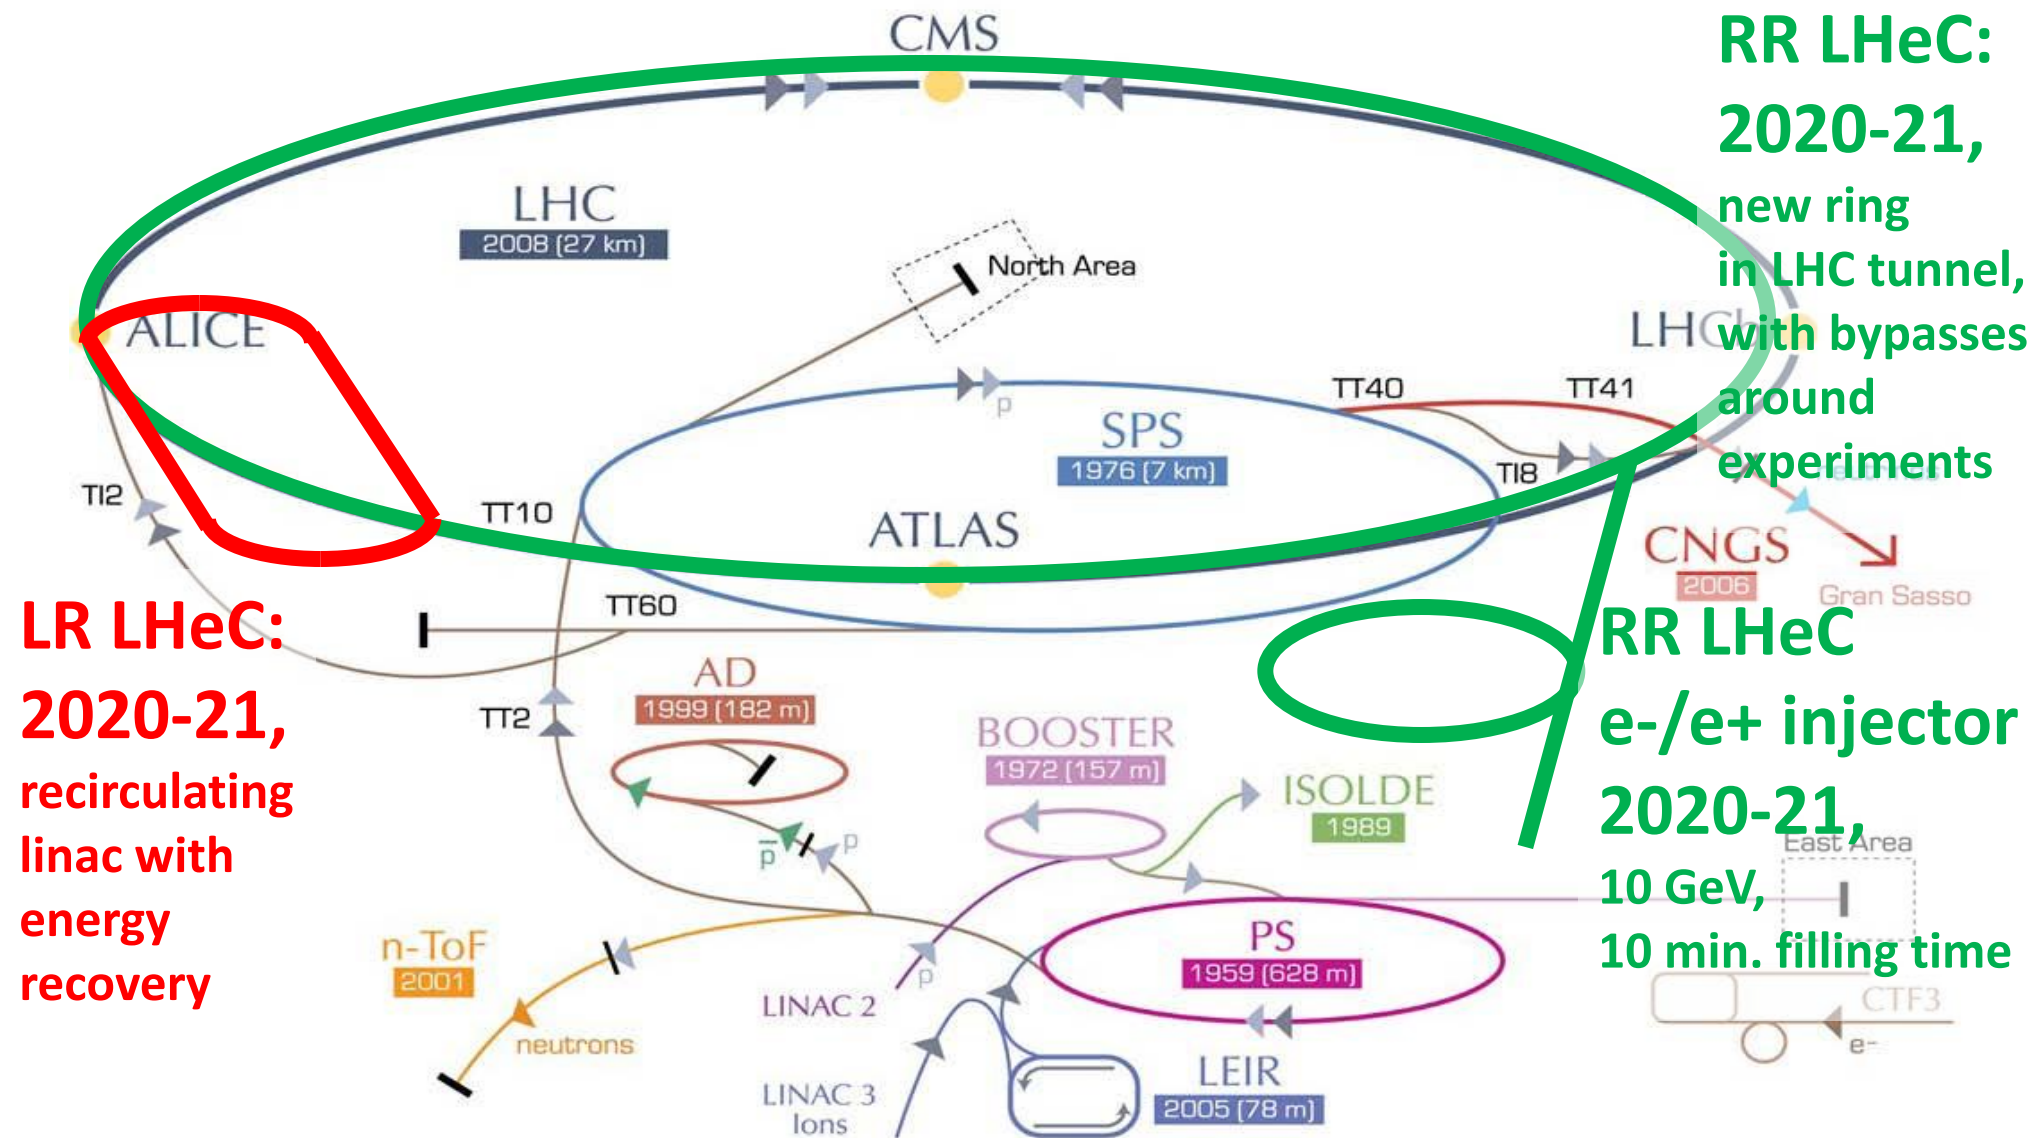 CMS
RR LHeC:
2020-21,
new ring
in LHC tunnel,
with bypasses
around
experiments
LHC
2008 (27 km)
North Area
ALICE
LHCb
TT40
TT41
p
SPS
1976 (7 km)
TI8
TI2
TT10
ATLAS
neutrinos
CNGS
2006
Gran Sasso
TT60
LR LHeC:
2020-21,
recirculating
linac with
energy
recovery
RR LHeC
e-/e+ injector
2020-21,
10 GeV,
10 min. filling time
AD
1999 (182 m)
TT2
BOOSTER
1972 (157 m)
ISOLDE
1989
p̅
p
East Area
n-ToF
2001
PS
1959 (628 m)
p
LINAC 2
neutrons
CTF3
e-
LEIR
2005 (78 m)
LINAC 3
Ions